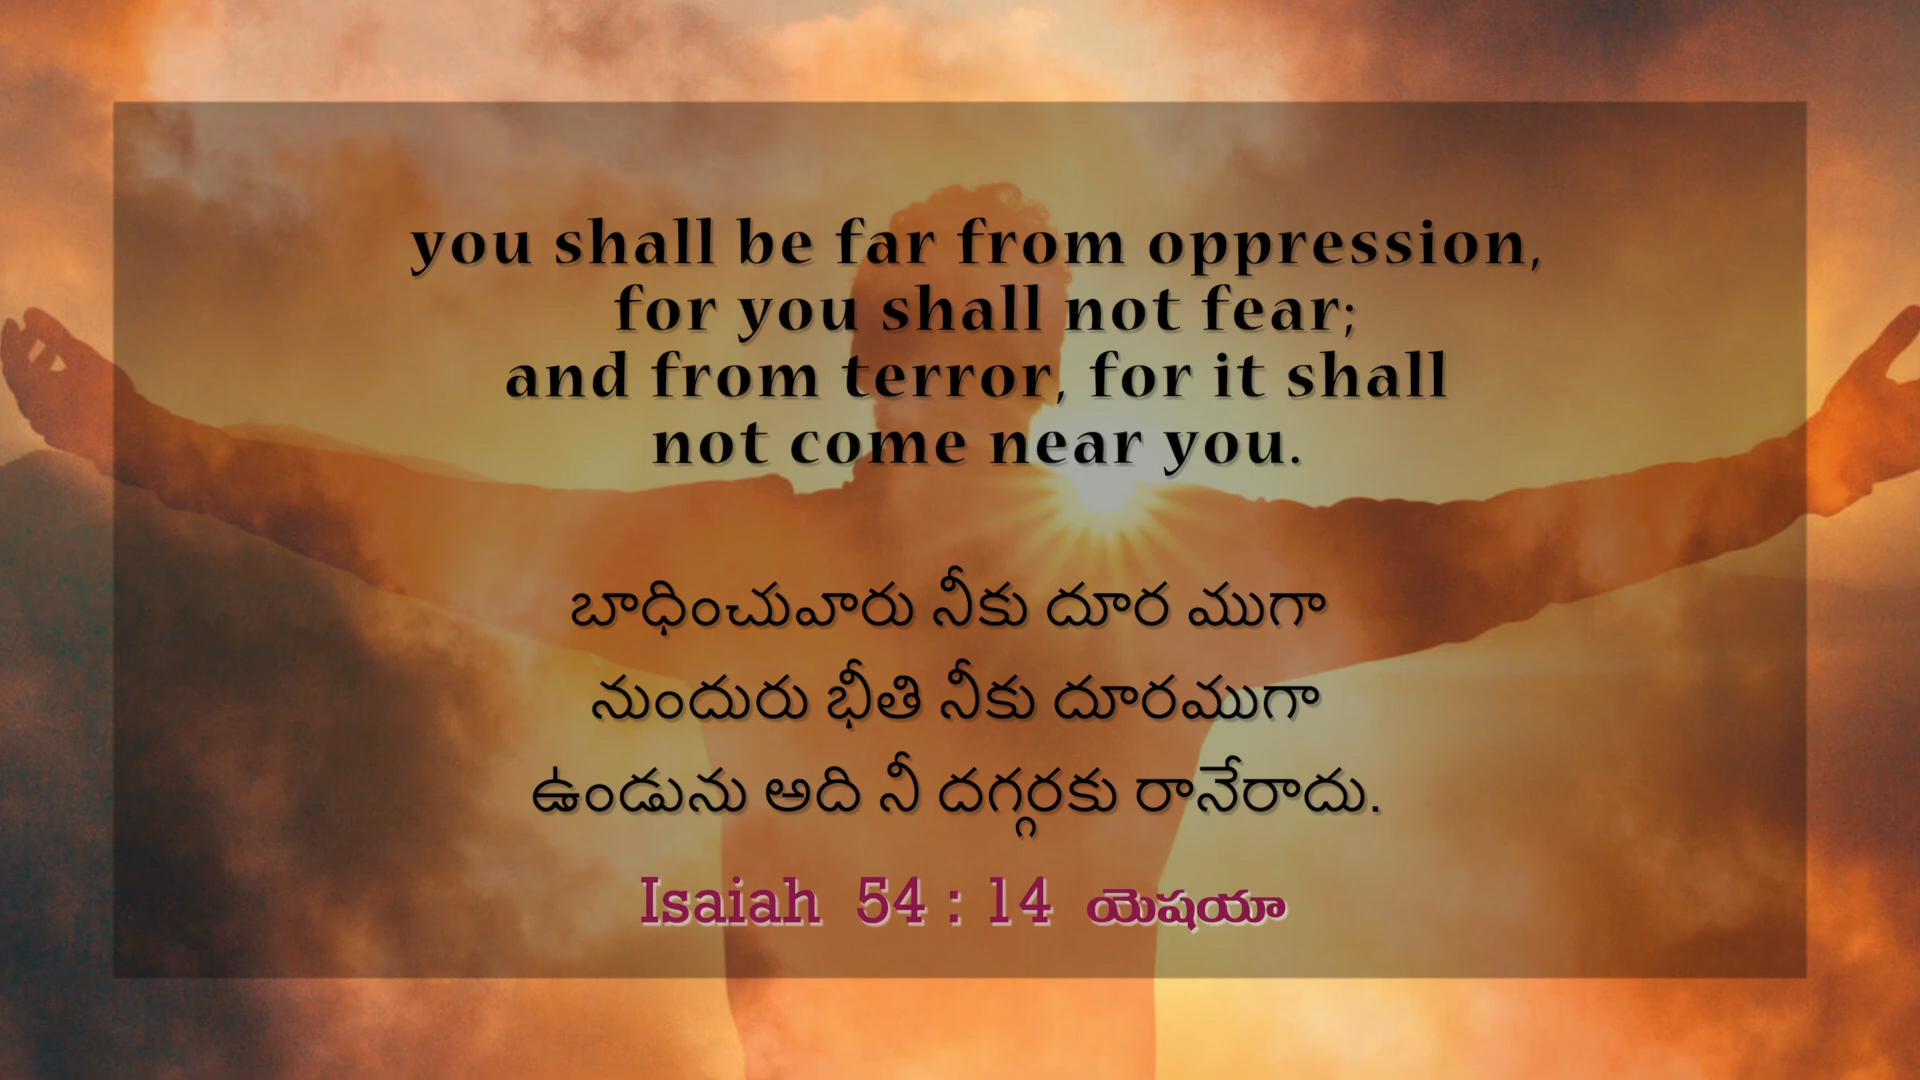 you shall be far from oppression,
for you shall not fear;
and from terror, for it shall
not come near you.
బాధించువారు నీకు దూర ముగా
నుందురు భీతి నీకు దూరముగా
ఉండును అది నీ దగ్గరకు రానేరాదు.
Isaiah 54 : 14 యెషయా